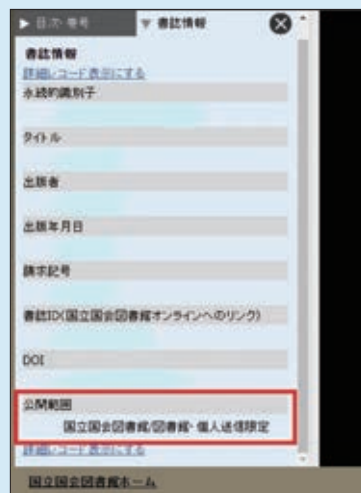 ▶ 目次・巻号
▼ 書誌情報
書誌情報
詳細レコード表示にする
永続的識別子
タイトル
出版者
出版年月日
請求記号
書誌ID(国立国会図書館オンラインへのリンク)
DOI
公開範囲
国立国会図書館/図書館・個人送信限定
詳細レコード表示にする
国立国会図書館ホーム